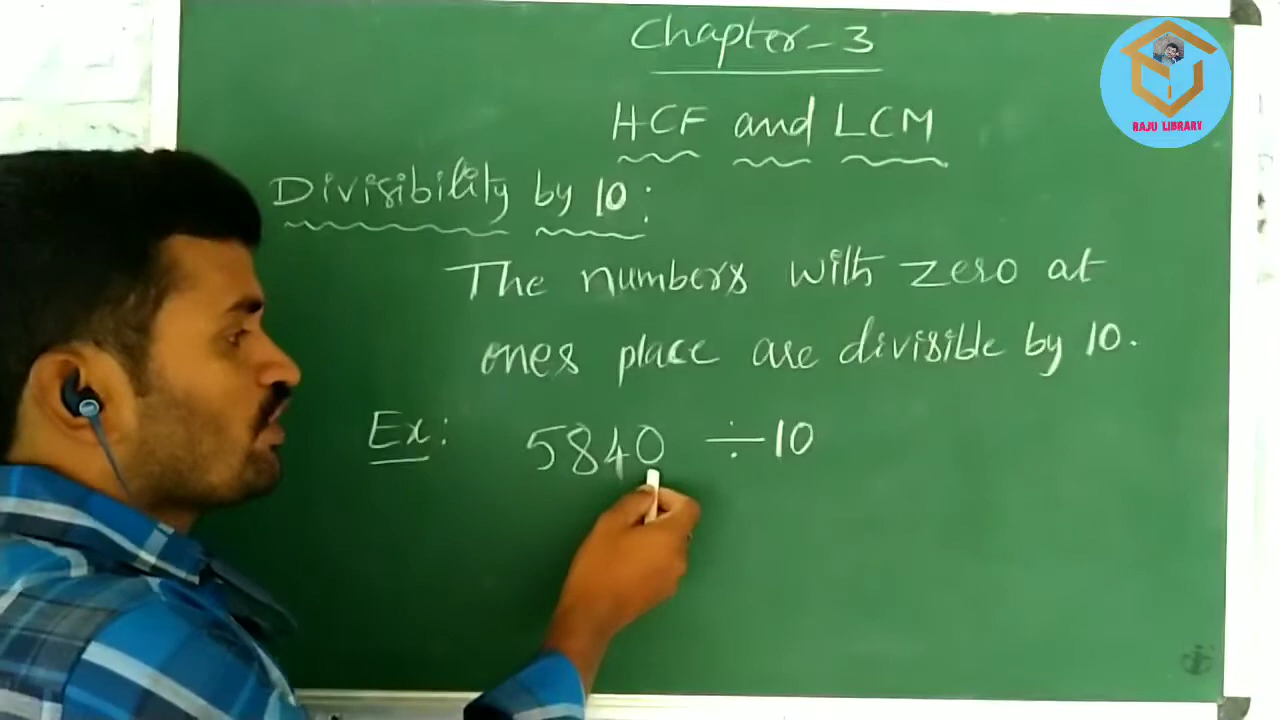 Chapter-3
HCF and LCM
Divisibility by 10:
The numbers with zero at
ones place are divisible by 10.
Ex: 5840 ÷ 10
RAJU LIBRARY